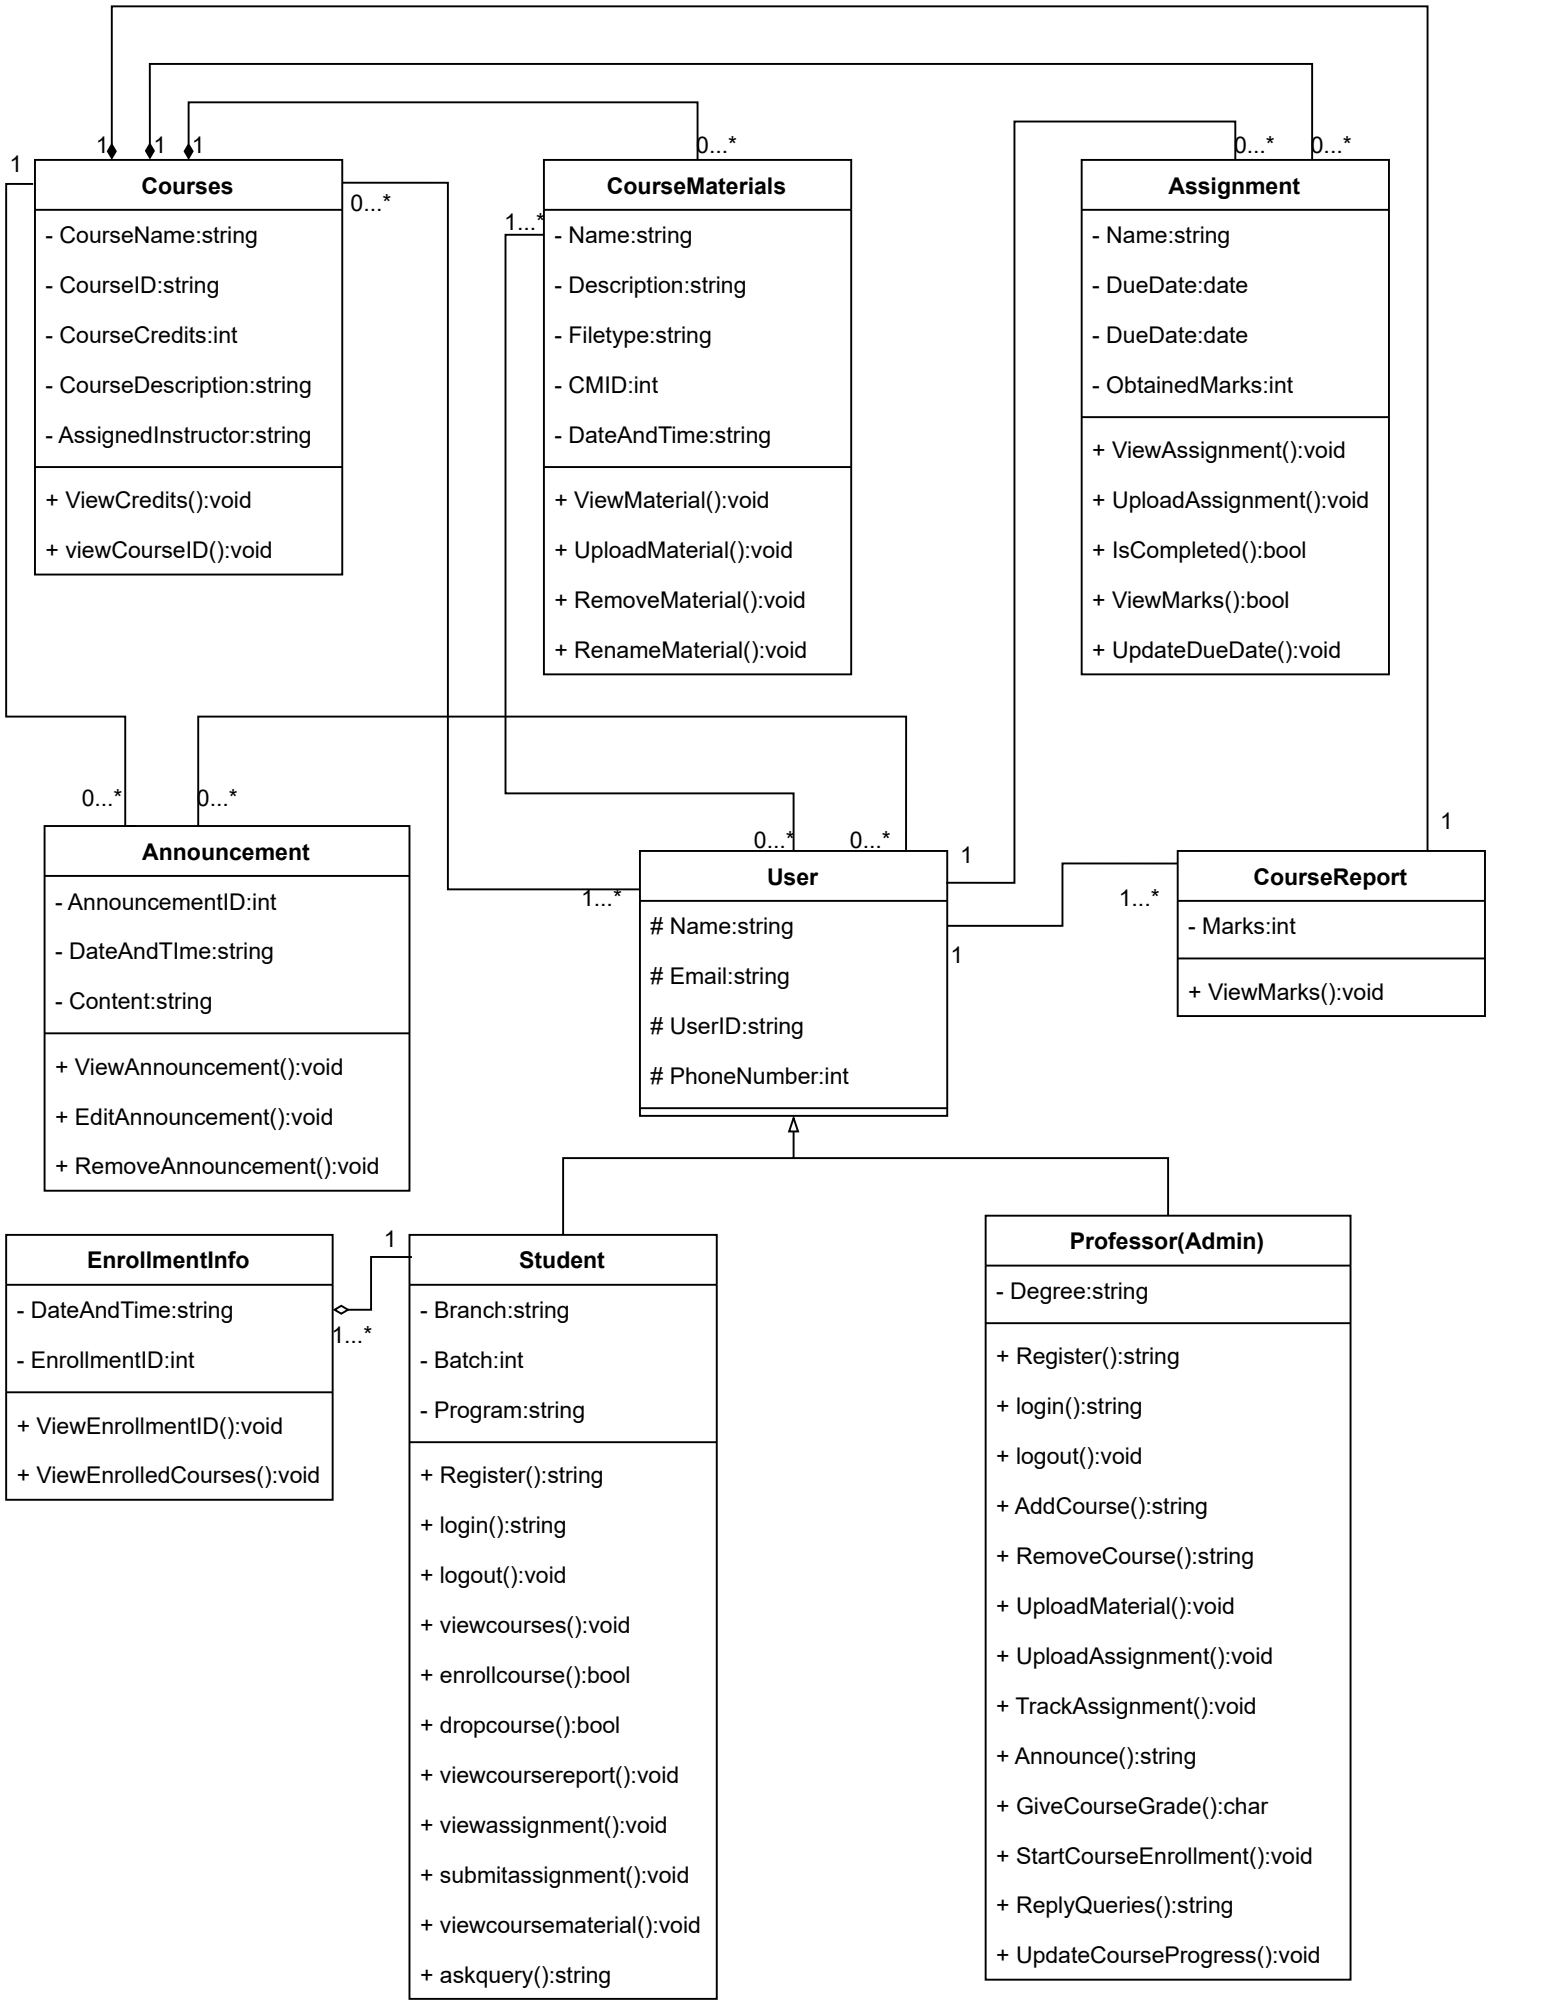 1
1
1
0...*
0...*
0...*
1
Courses
- CourseName:string
- CourseID:string
- CourseCredits:int
- CourseDescription:string
- AssignedInstructor:string
+ ViewCredits():void
+ viewCourseID():void
0...*
CourseMaterials
1...*
- Name:string
- Description:string
- Filetype:string
- CMID:int
- DateAndTime:string
+ ViewMaterial():void
+ UploadMaterial():void
+ RemoveMaterial():void
+ RenameMaterial():void
Assignment
- Name:string
- DueDate:date
- DueDate:date
- ObtainedMarks:int
+ ViewAssignment():void
+ UploadAssignment():void
+ IsCompleted():bool
+ ViewMarks():bool
+ UpdateDueDate():void
0...*
0...*
Announcement
- AnnouncementID:int
- DateAndTIme:string
- Content:string
+ ViewAnnouncement():void
+ EditAnnouncement():void
+ RemoveAnnouncement():void
0...*
0...*
1
1...*
User
# Name:string
# Email:string
# UserID:string
# PhoneNumber:int
1
1...*
1
CourseReport
- Marks:int
+ ViewMarks():void
EnrollmentInfo
- DateAndTime:string
- EnrollmentID:int
+ ViewEnrollmentID():void
+ ViewEnrolledCourses():void
1
1...*
Student
- Branch:string
- Batch:int
- Program:string
+ Register():string
+ login():string
+ logout():void
+ viewcourses():void
+ enrollcourse():bool
+ dropcourse():bool
+ viewcoursereport():void
+ viewassignment():void
+ submitassignment():void
+ viewcoursematerial():void
+ askquery():string
Professor(Admin)
- Degree:string
+ Register():string
+ login():string
+ logout():void
+ AddCourse():string
+ RemoveCourse():string
+ UploadMaterial():void
+ UploadAssignment():void
+ TrackAssignment():void
+ Announce():string
+ GiveCourseGrade():char
+ StartCourseEnrollment():void
+ ReplyQueries():string
+ UpdateCourseProgress():void